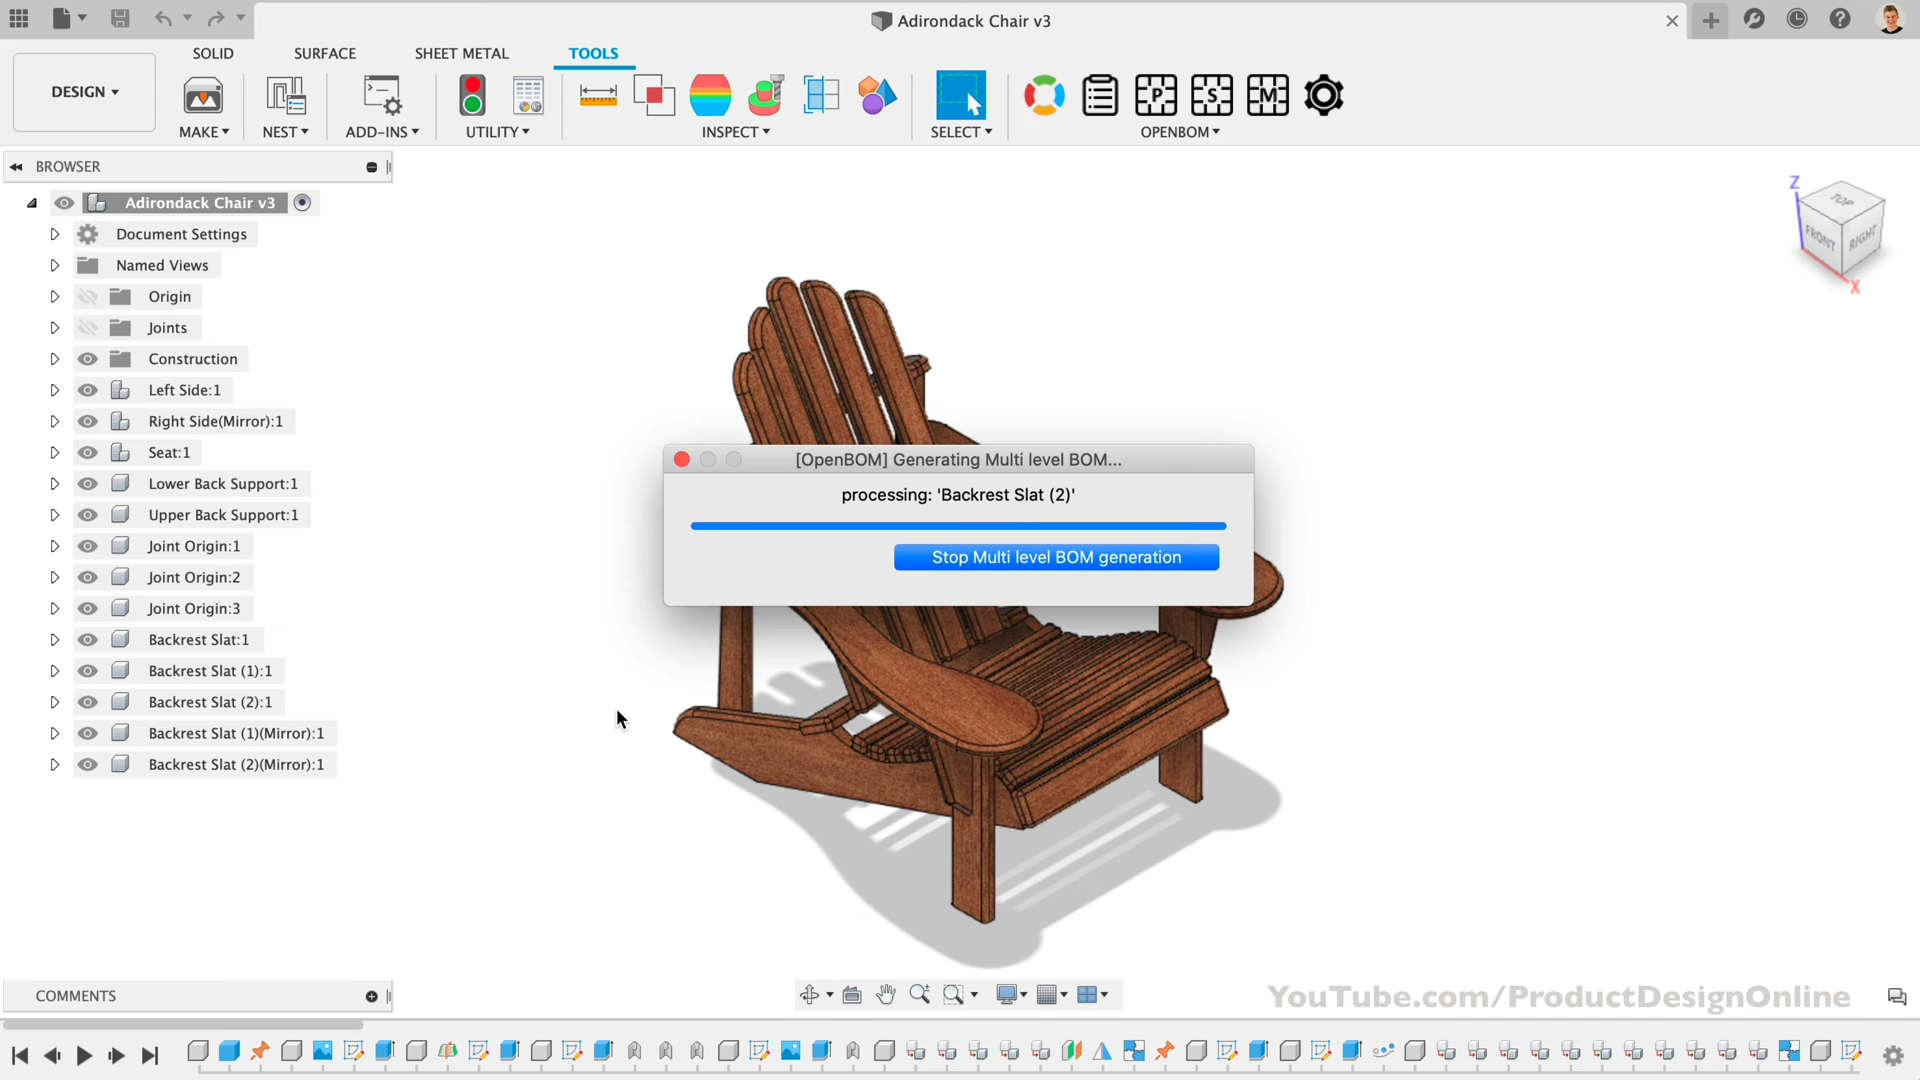 Adirondack Chair v3
SOLID
SURFACE
SHEET METAL
TOOLS
DESIGN
MAKE
NEST
ADD-INS
UTILITY
INSPECT
SELECT
P
S
M
OPENBOM
BROWSER
Adirondack Chair v3
Document Settings
Named Views
Origin
Joints
Construction
Left Side:1
Right Side(Mirror):1
Seat:1
Lower Back Support:1
Upper Back Support:1
Joint Origin:1
Joint Origin:2
Joint Origin:3
Backrest Slat:1
Backrest Slat (1):1
Backrest Slat (2):1
Backrest Slat (1)(Mirror):1
Backrest Slat (2)(Mirror):1
Z
TOP
FRONT
RIGHT
X
[OpenBOM] Generating Multi level BOM...
processing: 'Backrest Slat (2)'
Stop Multi level BOM generation
COMMENTS
YouTube.com/ProductDesignOnline